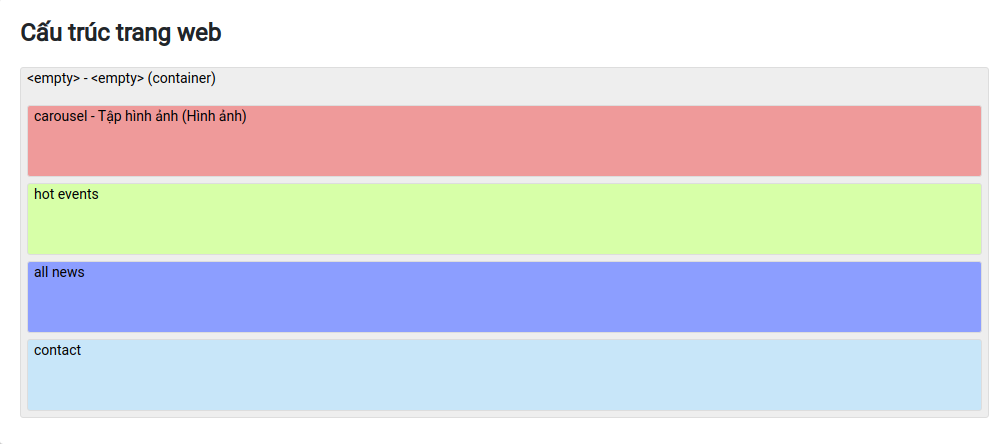 Cấu trúc trang web
<empty> - <empty> (container)
carousel - Tập hình ảnh (Hình ảnh)
hot events
all news
contact